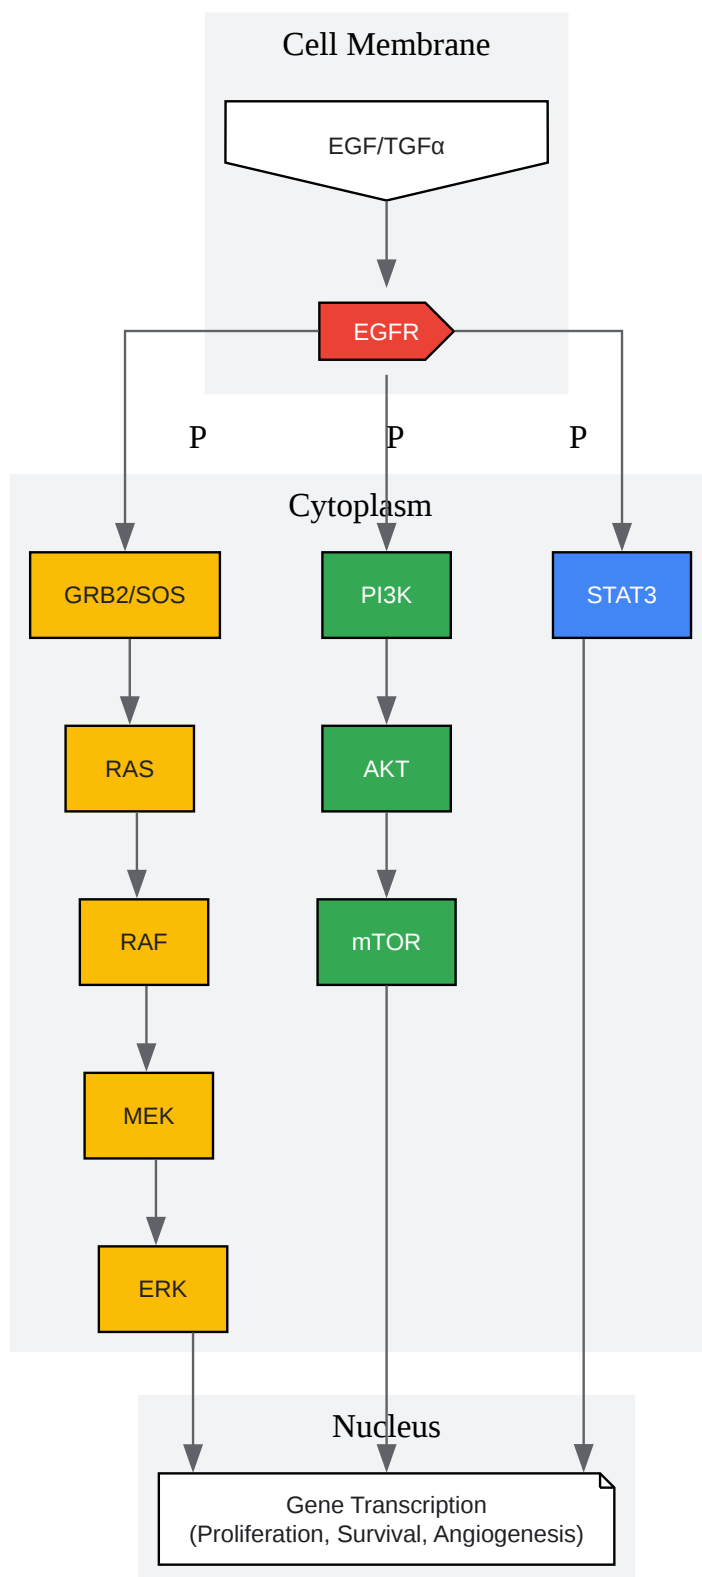 Cell Membrane
EGF/TGFα
EGFR
P
P
P
Cytoplasm
GRB2/SOS
PI3K
STAT3
RAS
AKT
RAF
mTOR
MEK
ERK
Nucleus
Gene Transcription
(Proliferation, Survival, Angiogenesis)